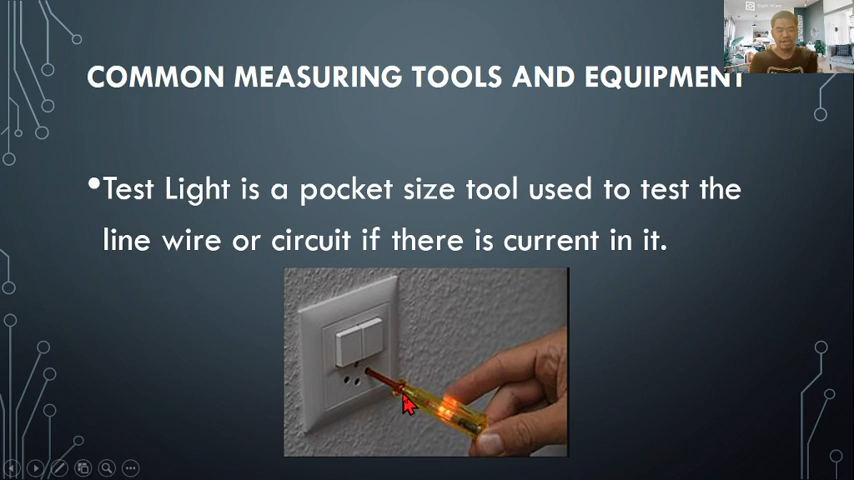 COMMON MEASURING TOOLS AND EQUIPMENT
•Test Light is a pocket size tool used to test the
line wire or circuit if there is current in it.